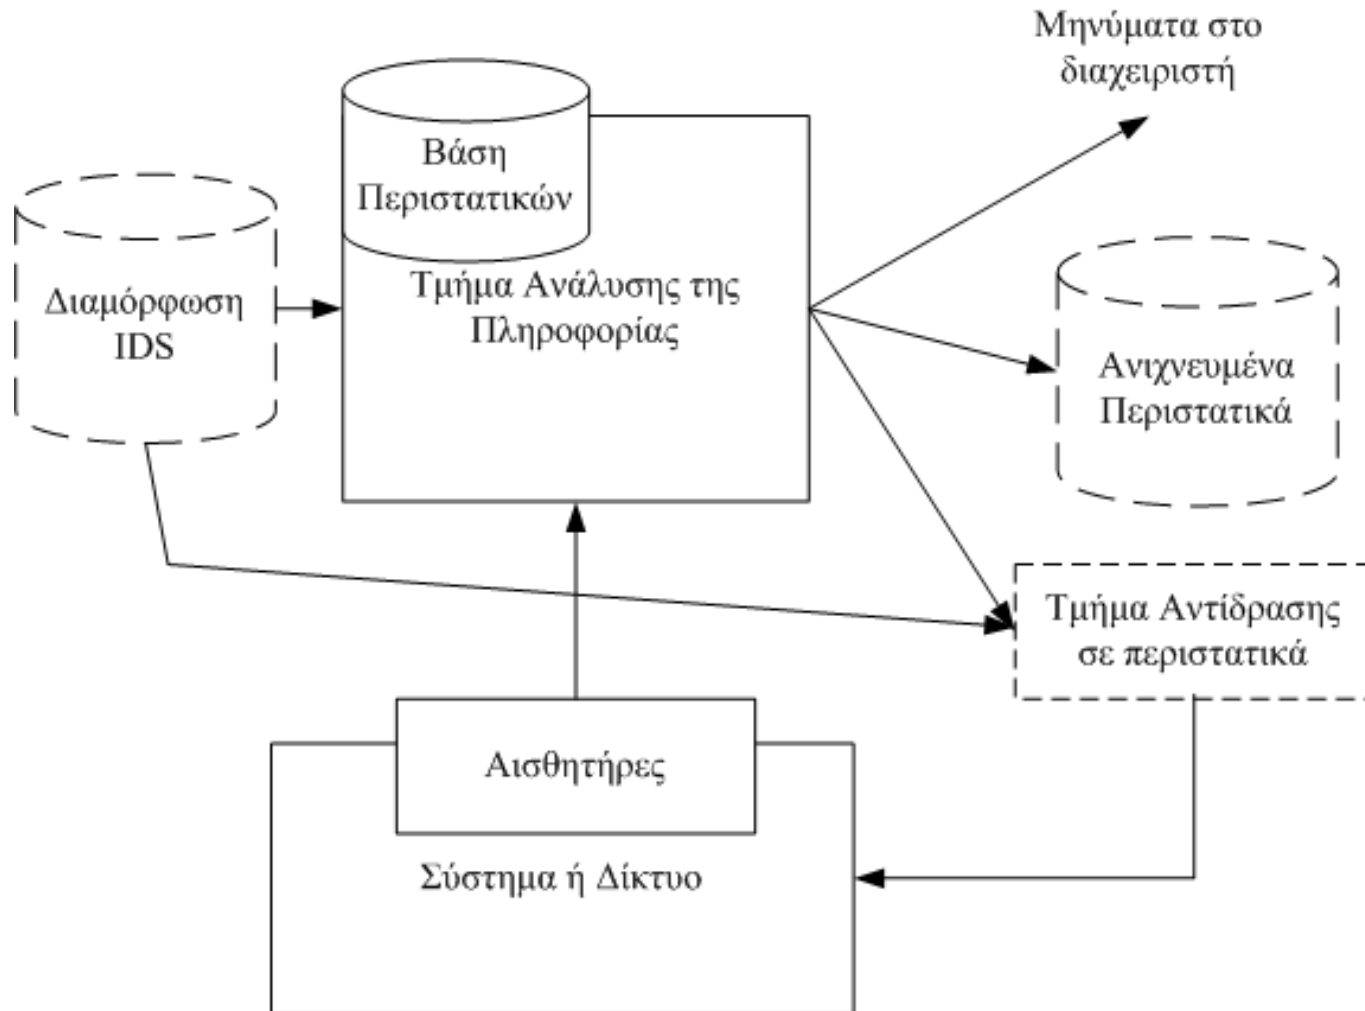 Μηνύματα στο
διαχειριστή
Βάση
Περιστατικών
Διαμόρφωση
IDS
Τμήμα Ανάλυσης της
Πληροφορίας
Ανιχνευμένα
Περιστατικά
Τμήμα Αντίδρασης
σε περιστατικά
Αισθητήρες
Σύστημα ή Δίκτυο